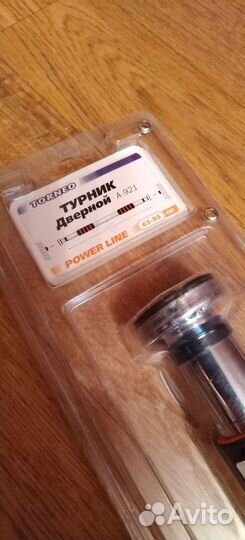 TORNEO
ТУРНИК
Дверной А-921
POWER LINE
65-95
Avito